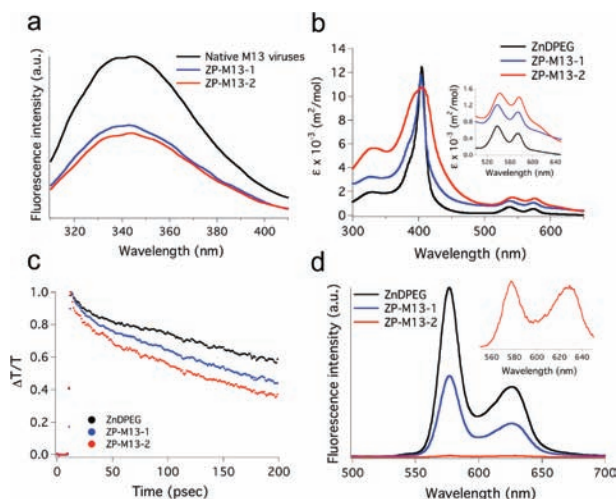 a
Fluorescence intensity (a.u.)
Native M13 viruses
ZP-M13-1
ZP-M13-2
320
340
360
380
400
Wavelength (nm)
b
ε x 10⁻³ (m²/mol)
14
12
10
8
6
4
2
0
ZnDPEG
ZP-M13-1
ZP-M13-2
ε x 10⁻³ (m²/mol)
1.6
1.2
0.8
0.4
0.0
520
560
600
640
Wavelength (nm)
300
400
500
600
Wavelength (nm)
c
ΔT/T
1.0
0.8
0.6
0.4
0.2
0.0
ZnDPEG
ZP-M13-1
ZP-M13-2
0
50
100
150
200
Time (psec)
d
Fluorescence intensity (a.u.)
ZnDPEG
ZP-M13-1
ZP-M13-2
560
580
600
620
640
Wavelength (nm)
500
550
600
650
700
Wavelength (nm)